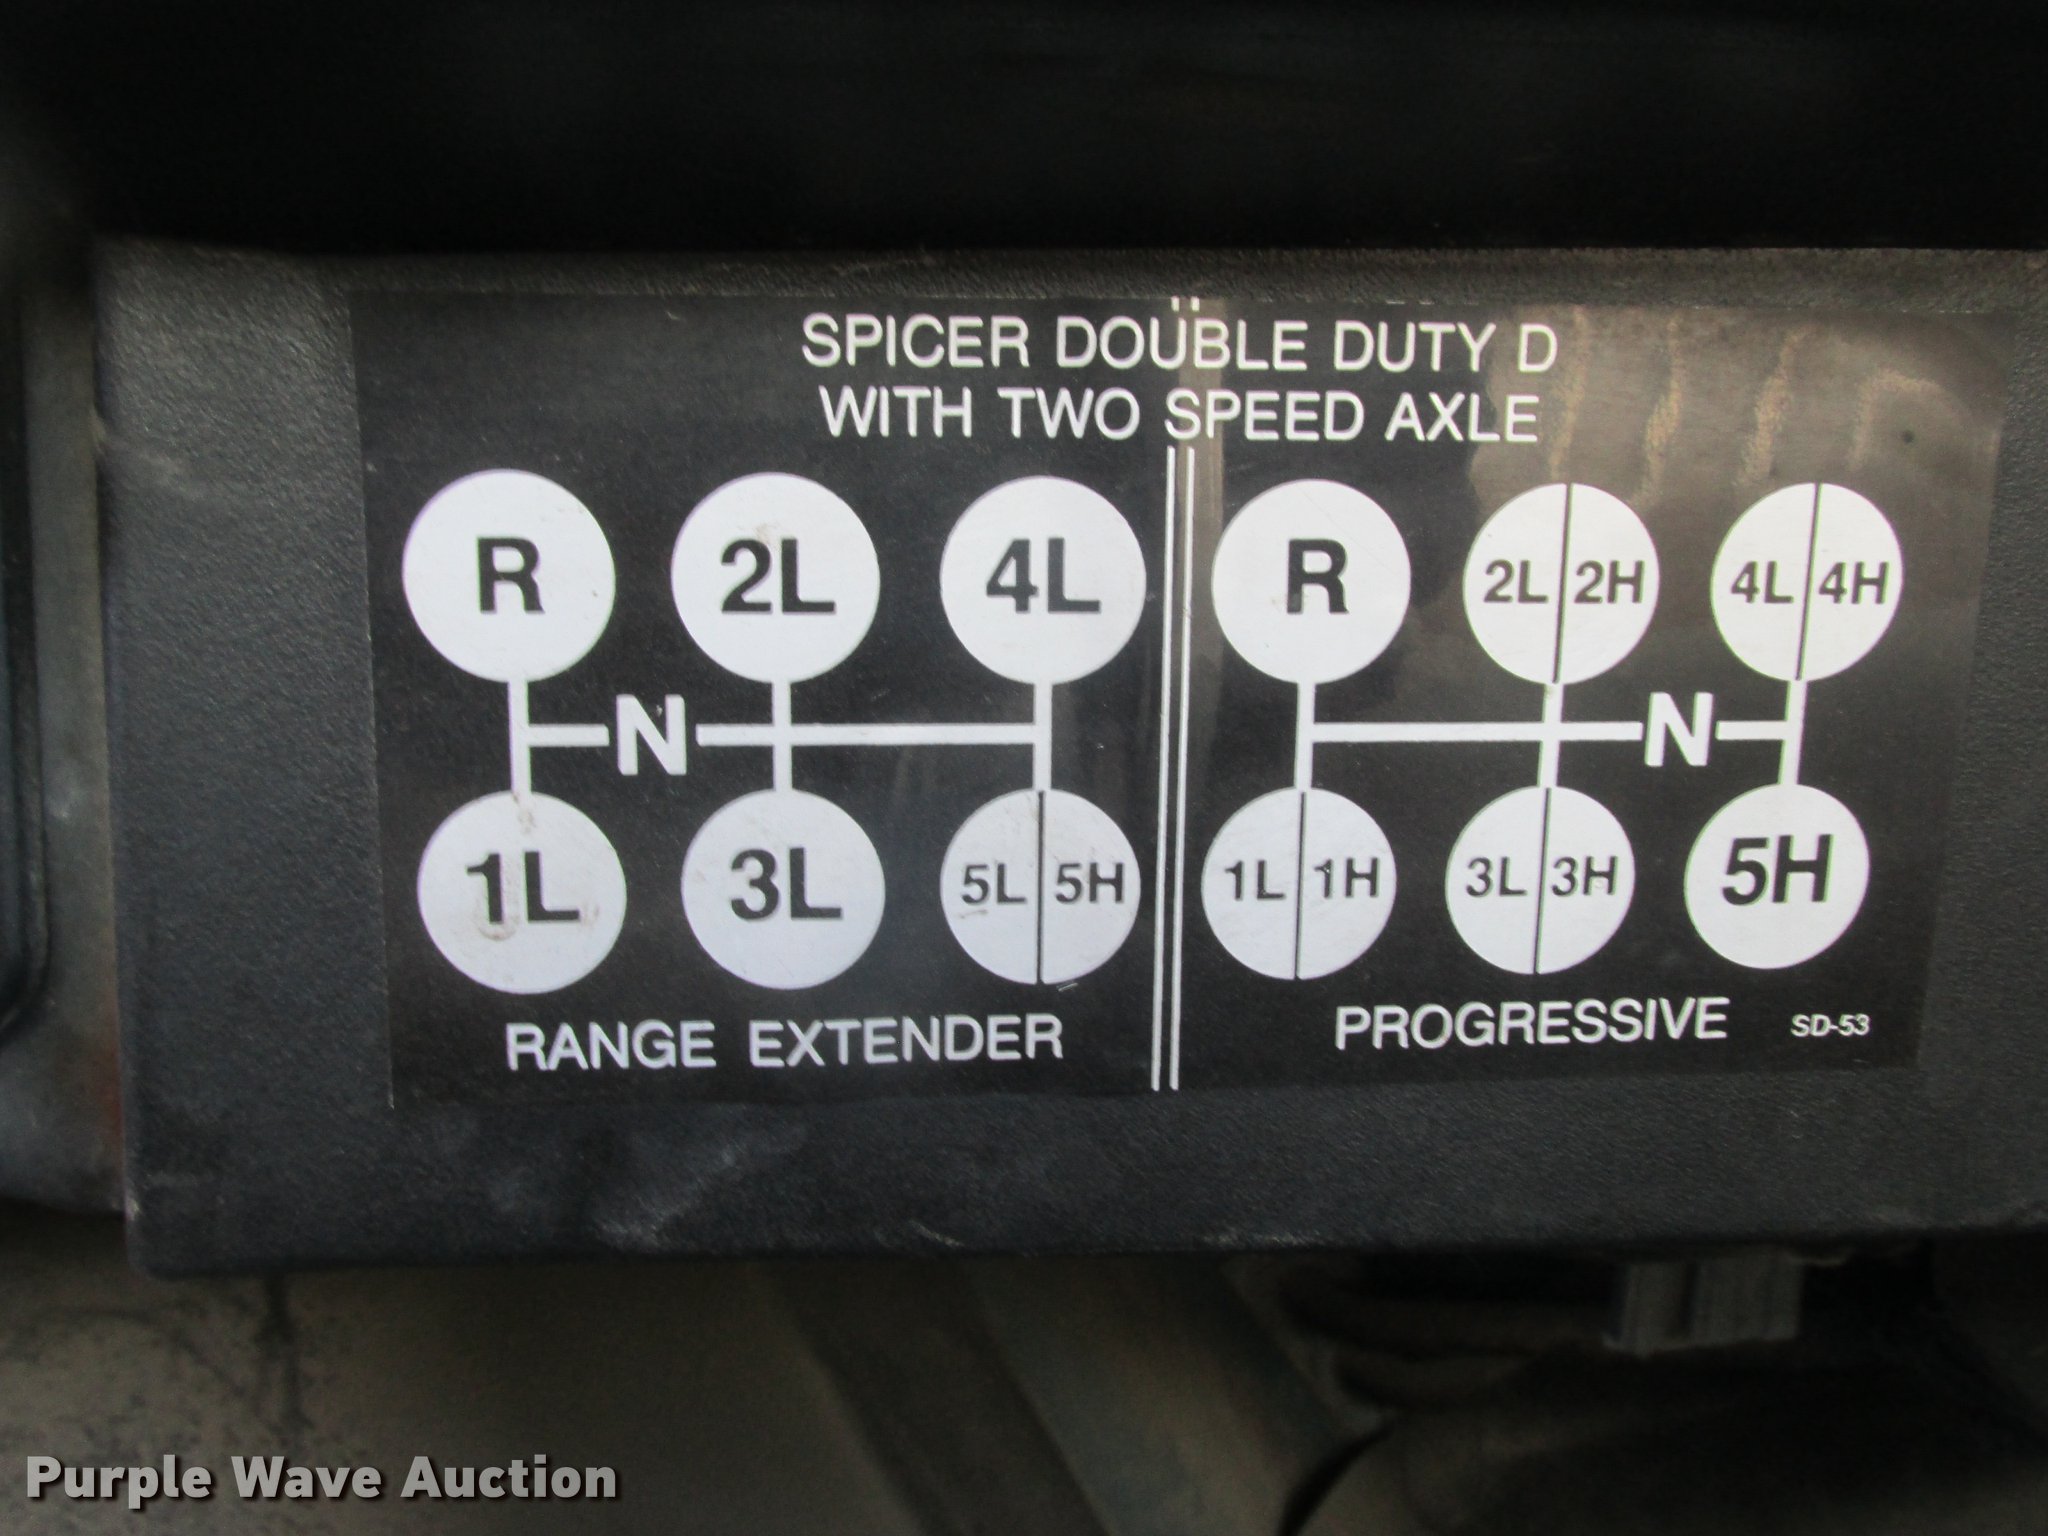 SPICER DOUBLE DUTY D
WITH TWO SPEED AXLE
R 2L 4L
N
1L 3L 5L 5H
RANGE EXTENDER
R 2L 2H 4L 4H
N
1L 1H 3L 3H 5H
PROGRESSIVE SD-53
Purple Wave Auction